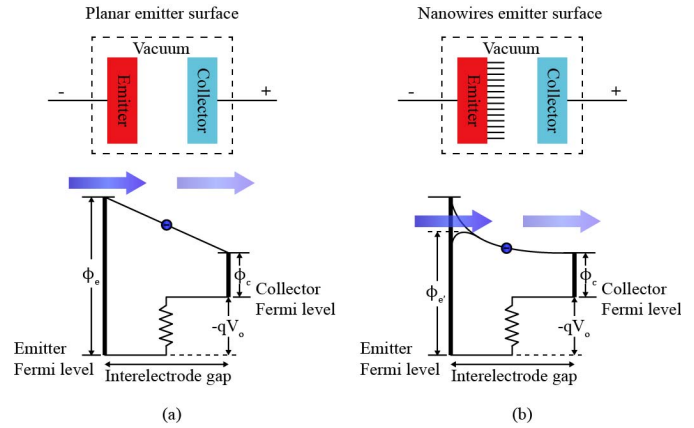 Planar emitter surface
Vacuum
Emitter
Collector
-
+
ϕe
ϕc
Collector
Fermi level
-qVo
Emitter
Fermi level
Interelectrode gap
(a)
Nanowires emitter surface
Vacuum
Emitter
Collector
-
+
ϕe'
ϕc
Collector
Fermi level
-qVo
Emitter
Fermi level
Interelectrode gap
(b)